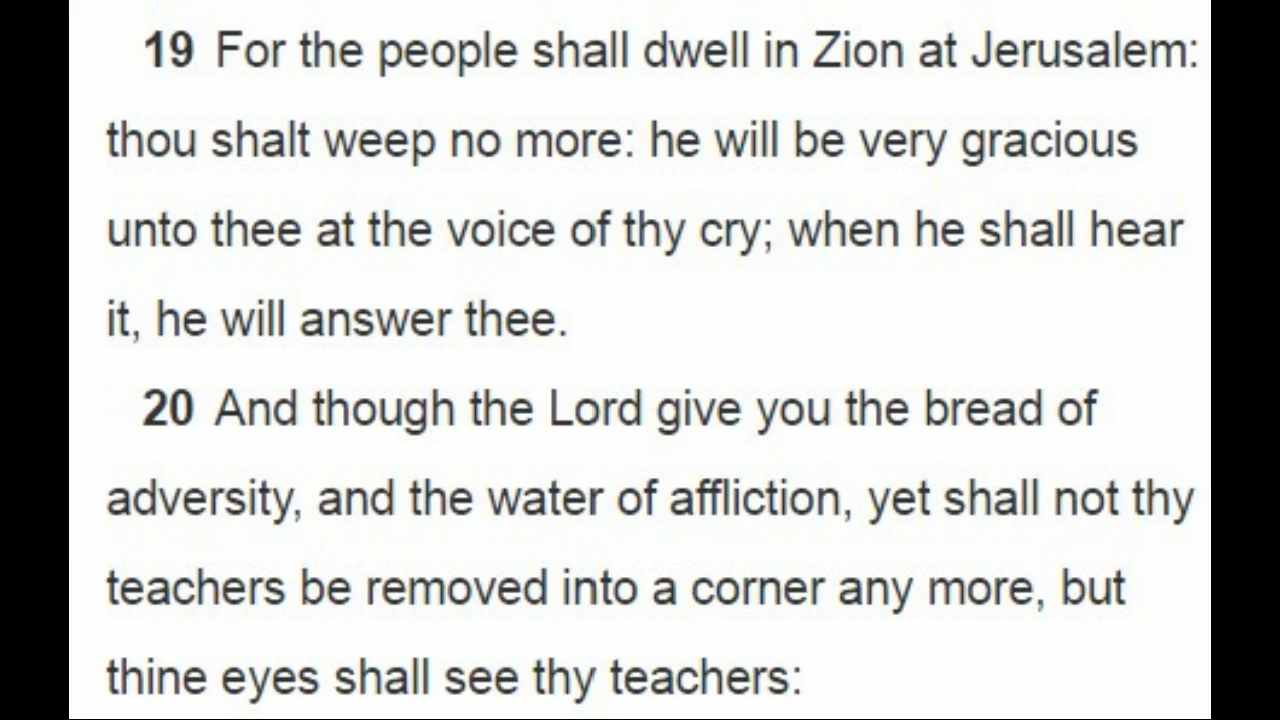 19 For the people shall dwell in Zion at Jerusalem:
thou shalt weep no more: he will be very gracious
unto thee at the voice of thy cry; when he shall hear
it, he will answer thee.
20 And though the Lord give you the bread of
adversity, and the water of affliction, yet shall not thy
teachers be removed into a corner any more, but
thine eyes shall see thy teachers: